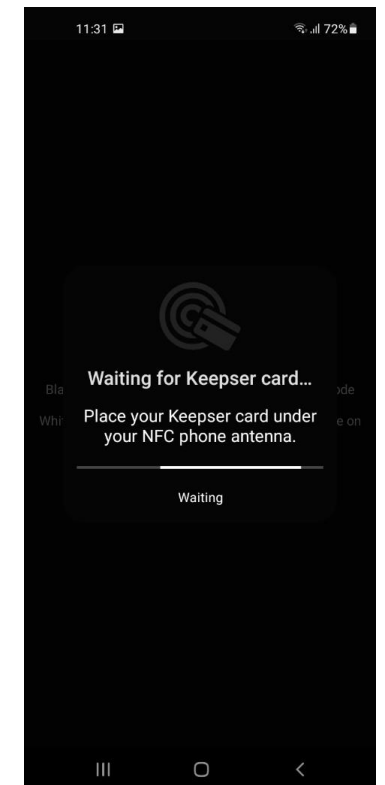 11:31
72%
Waiting for Keepser card...
Place your Keepser card under
your NFC phone antenna.
Waiting